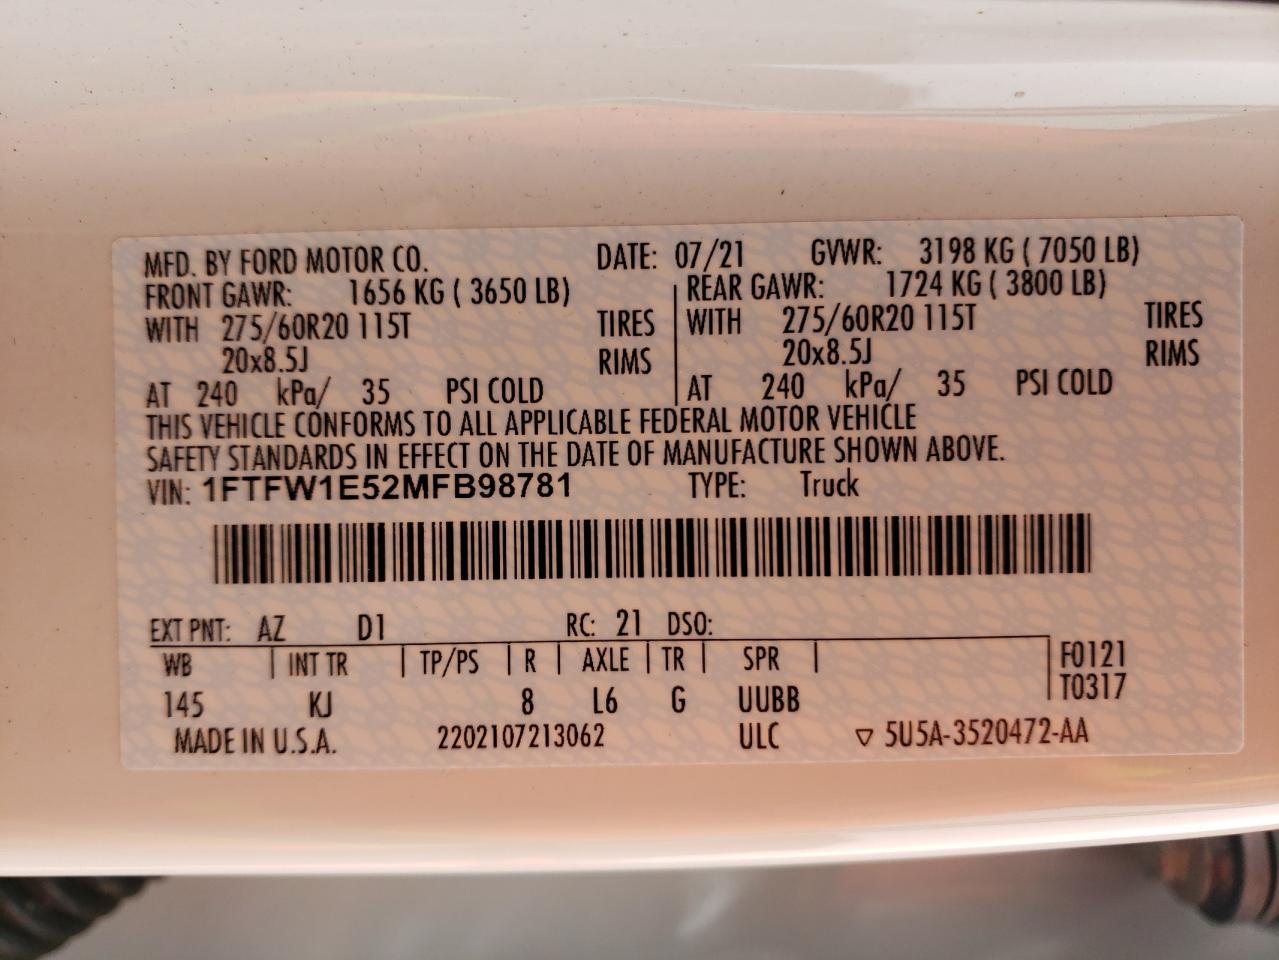 MFD. BY FORD MOTOR CO. DATE: 07/21 GVWR: 3198 KG ( 7050 LB)
FRONT GAWR: 1656 KG ( 3650 LB) REAR GAWR: 1724 KG ( 3800 LB)
WITH 275/60R20 115T TIRES WITH 275/60R20 115T TIRES
20x8.5J RIMS 20x8.5J RIMS
AT 240 kPa/ 35 PSI COLD AT 240 kPa/ 35 PSI COLD
THIS VEHICLE CONFORMS TO ALL APPLICABLE FEDERAL MOTOR VEHICLE
SAFETY STANDARDS IN EFFECT ON THE DATE OF MANUFACTURE SHOWN ABOVE.
VIN: 1FTFW1E52MFB98781 TYPE: Truck
EXT PNT: AZ D1 RC: 21 DSO:
WB INT TR TP/PS R AXLE TR SPR F0121
145 KJ 8 L6 G UUBB T0317
MADE IN U.S.A. 2202107213062 ULC ▽ 5U5A-3520472-AA